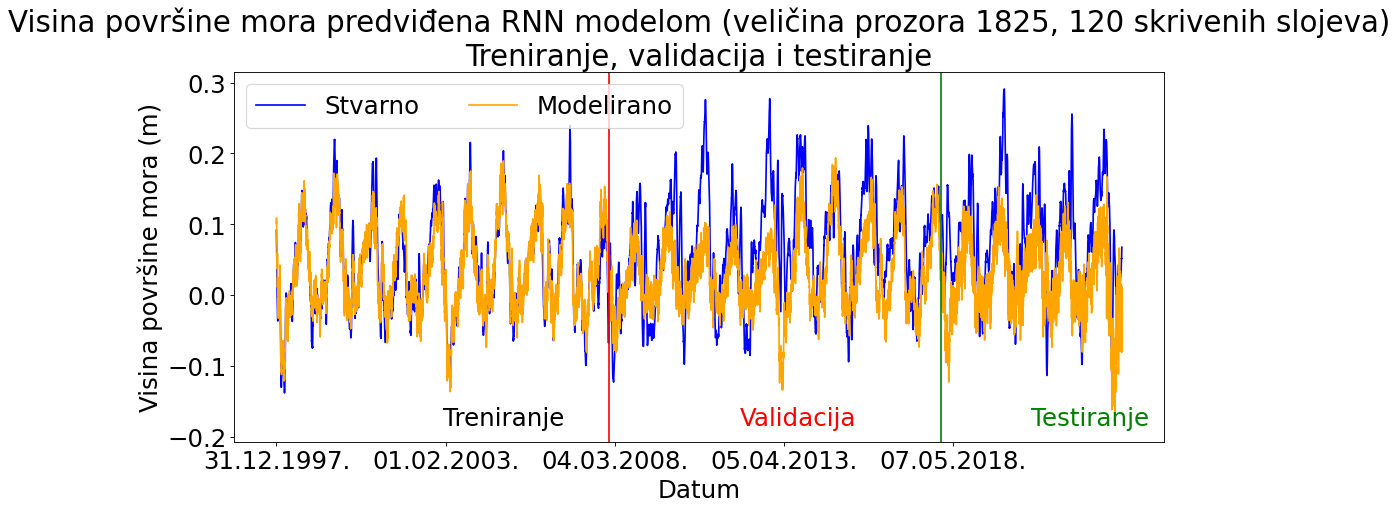 Visina površine mora predviđena RNN modelom (veličina prozora 1825, 120 skrivenih slojeva)
Treniranje, validacija i testiranje
Stvarno
Modelirano
Visina površine mora (m)
0.3
0.2
0.1
0.0
−0.1
−0.2
Treniranje
Validacija
Testiranje
31.12.1997.
01.02.2003.
04.03.2008.
05.04.2013.
07.05.2018.
Datum